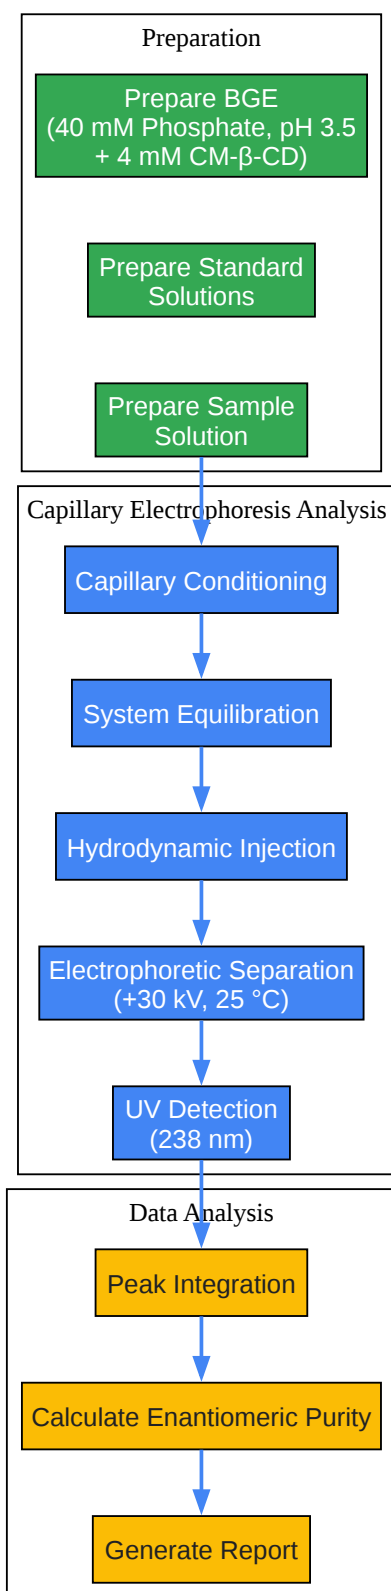 Preparation
Prepare BGE
(40 mM Phosphate, pH 3.5
+ 4 mM CM-β-CD)
Prepare Standard
Solutions
Prepare Sample
Solution
Capillary Electrophoresis Analysis
Capillary Conditioning
System Equilibration
Hydrodynamic Injection
Electrophoretic Separation
(+30 kV, 25 °C)
UV Detection
(238 nm)
Data Analysis
Peak Integration
Calculate Enantiomeric Purity
Generate Report